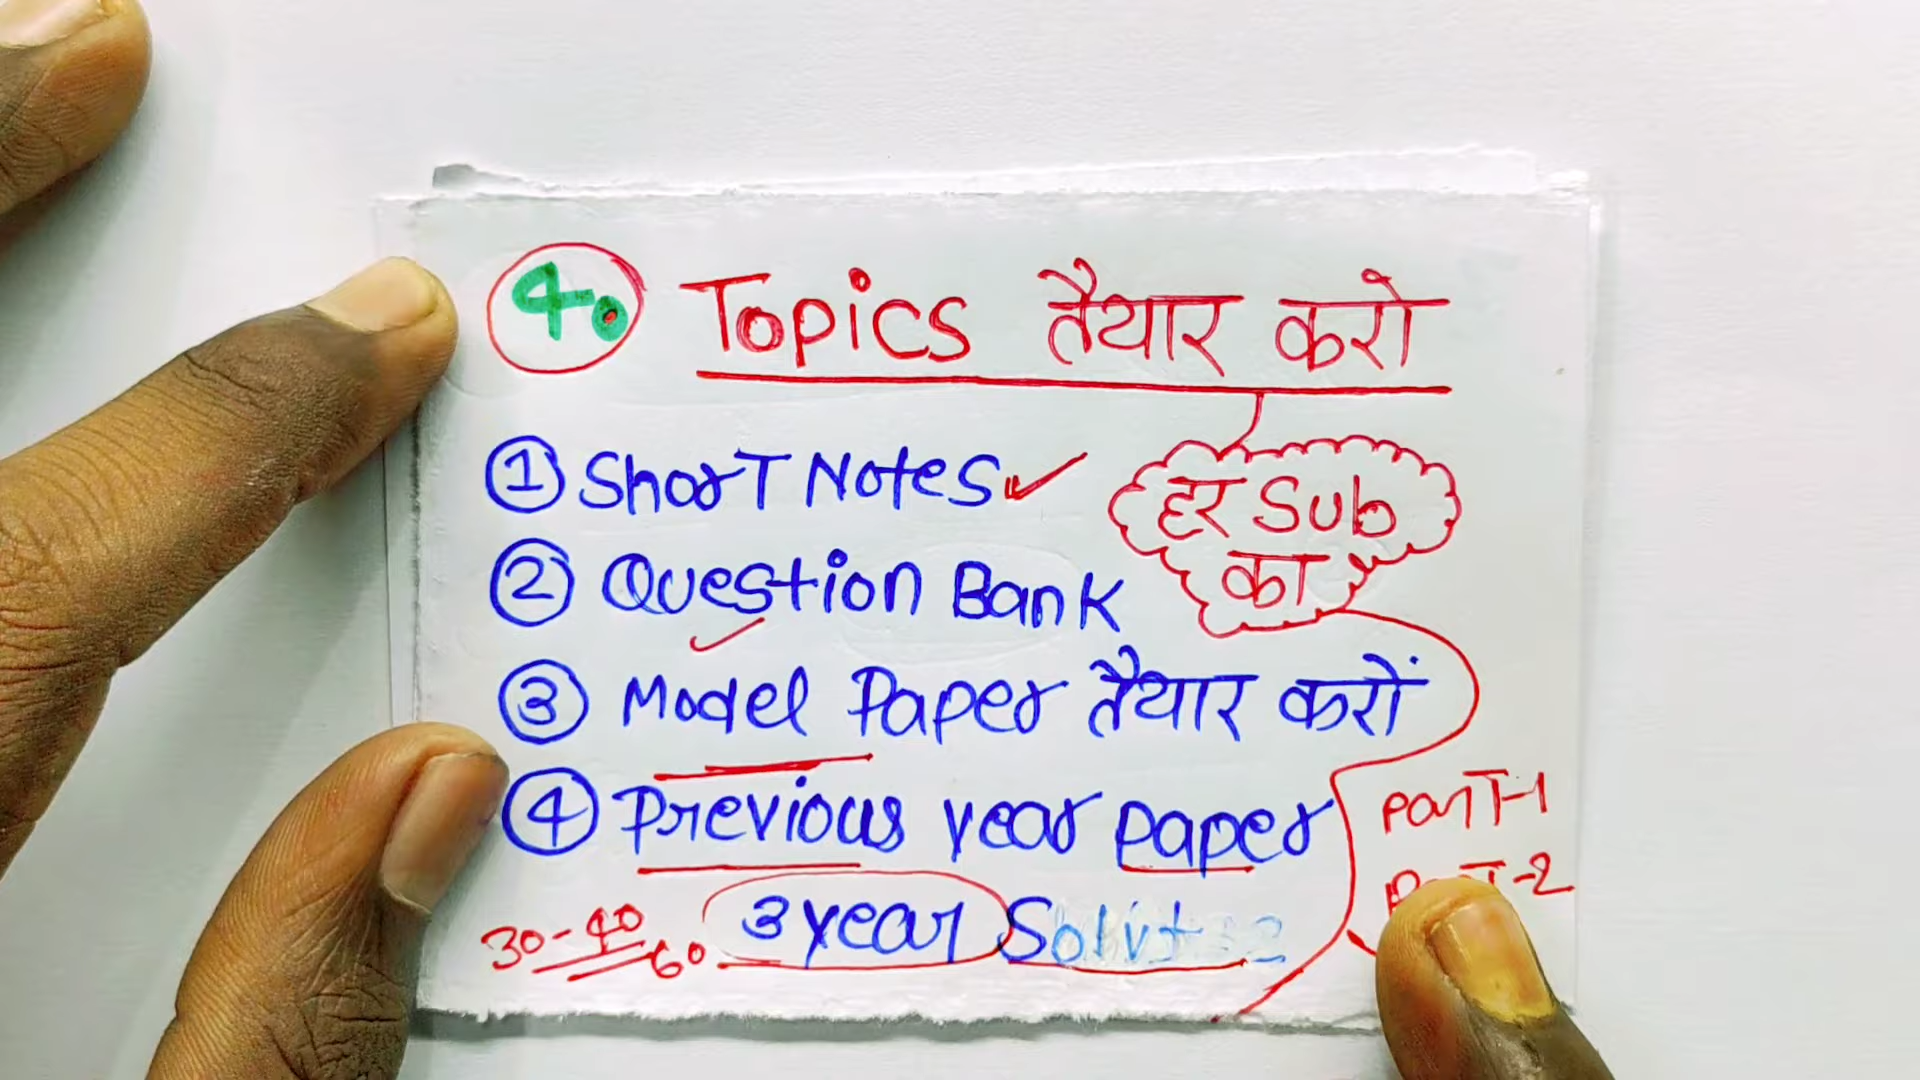 40 Topics तैयार करो
① Short Notes
हर Sub का
② Question Bank
③ Model Paper तैयार करों
④ Previous year paper
Part-1
30-40
60
3 year